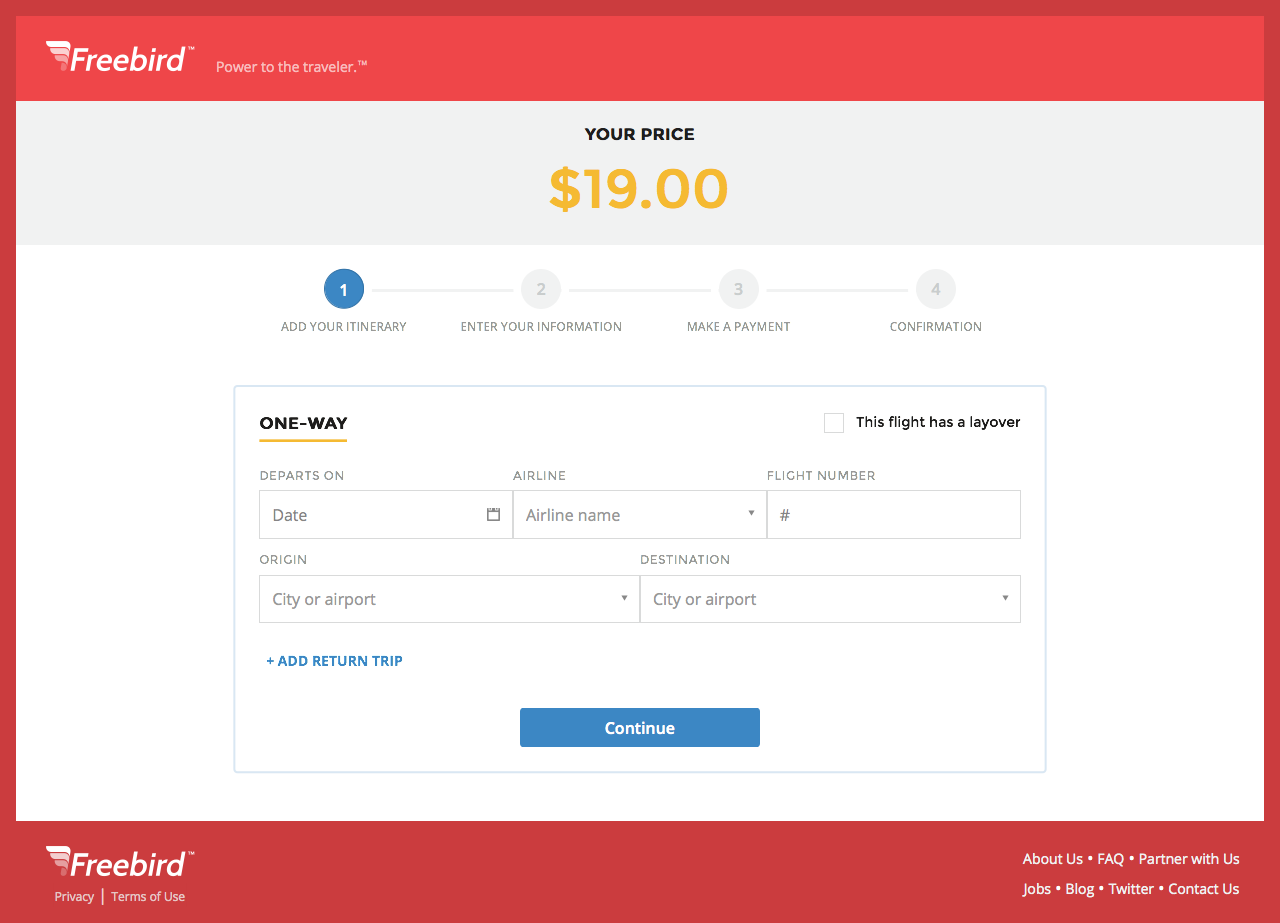 Freebird™ Power to the traveler.™
YOUR PRICE
$19.00
1 2 3 4
ADD YOUR ITINERARY ENTER YOUR INFORMATION MAKE A PAYMENT CONFIRMATION
ONE-WAY This flight has a layover
DEPARTS ON AIRLINE FLIGHT NUMBER
Date Airline name #
ORIGIN DESTINATION
City or airport City or airport
+ ADD RETURN TRIP
Continue
Freebird™
Privacy | Terms of Use
About Us • FAQ • Partner with Us
Jobs • Blog • Twitter • Contact Us